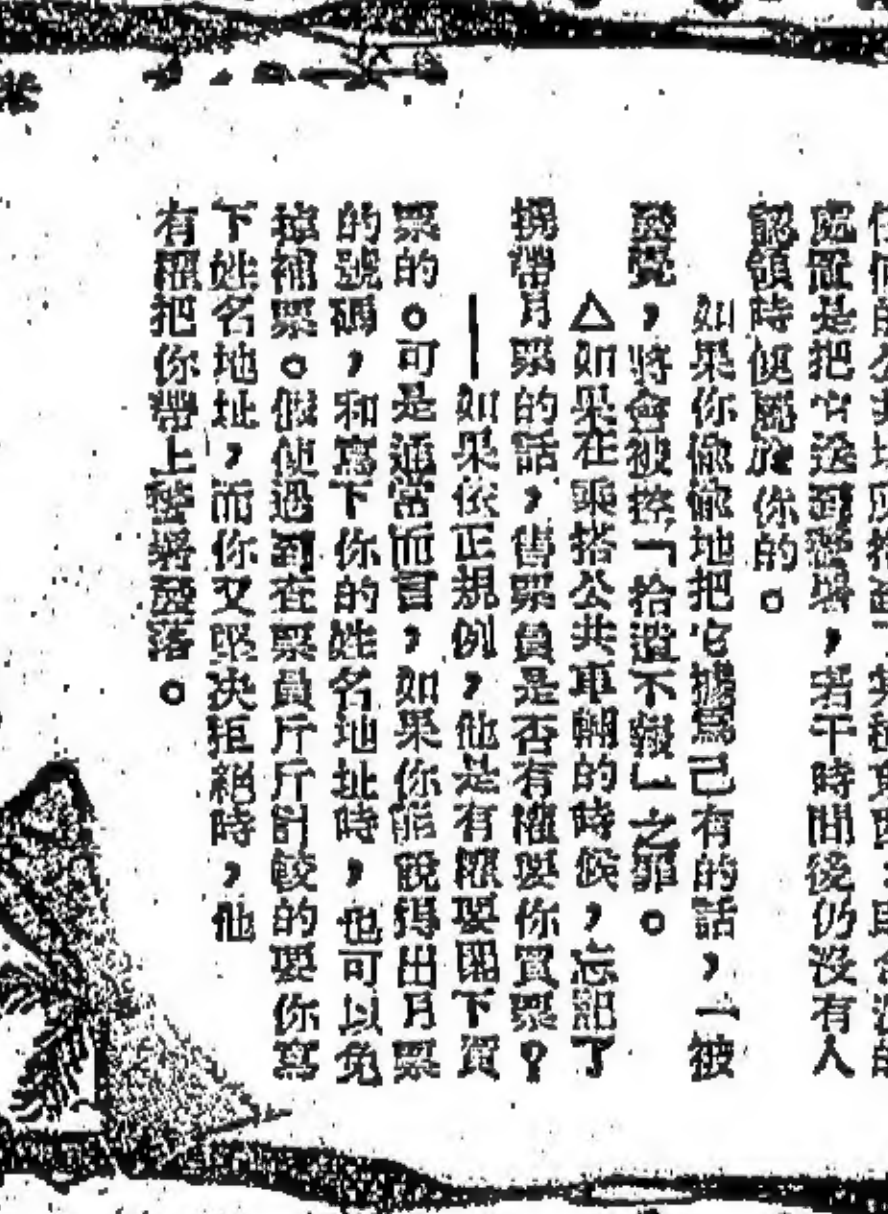 處置是把它送到警場，若干時間後仍沒有人
認領時便屬於你的。
如果你偷偷地把它據爲己有的話，一被
發覺，將會被控「拾遺不報」之罪。
△如果在乘搭公共車輛的時候，忘記了
携帶月票的話，售票員是否有權要你買票？
——如果依正規例，他是有權要閣下買
票的。可是通常而言，如果你能說得出月票
的號碼，和寫下你的姓名地址時，也可以免
掉補票。假使遇到在票員斤斤計較的要你寫
下姓名地址，而你又堅决拒絕時，他
有權把你帶上警署發落。